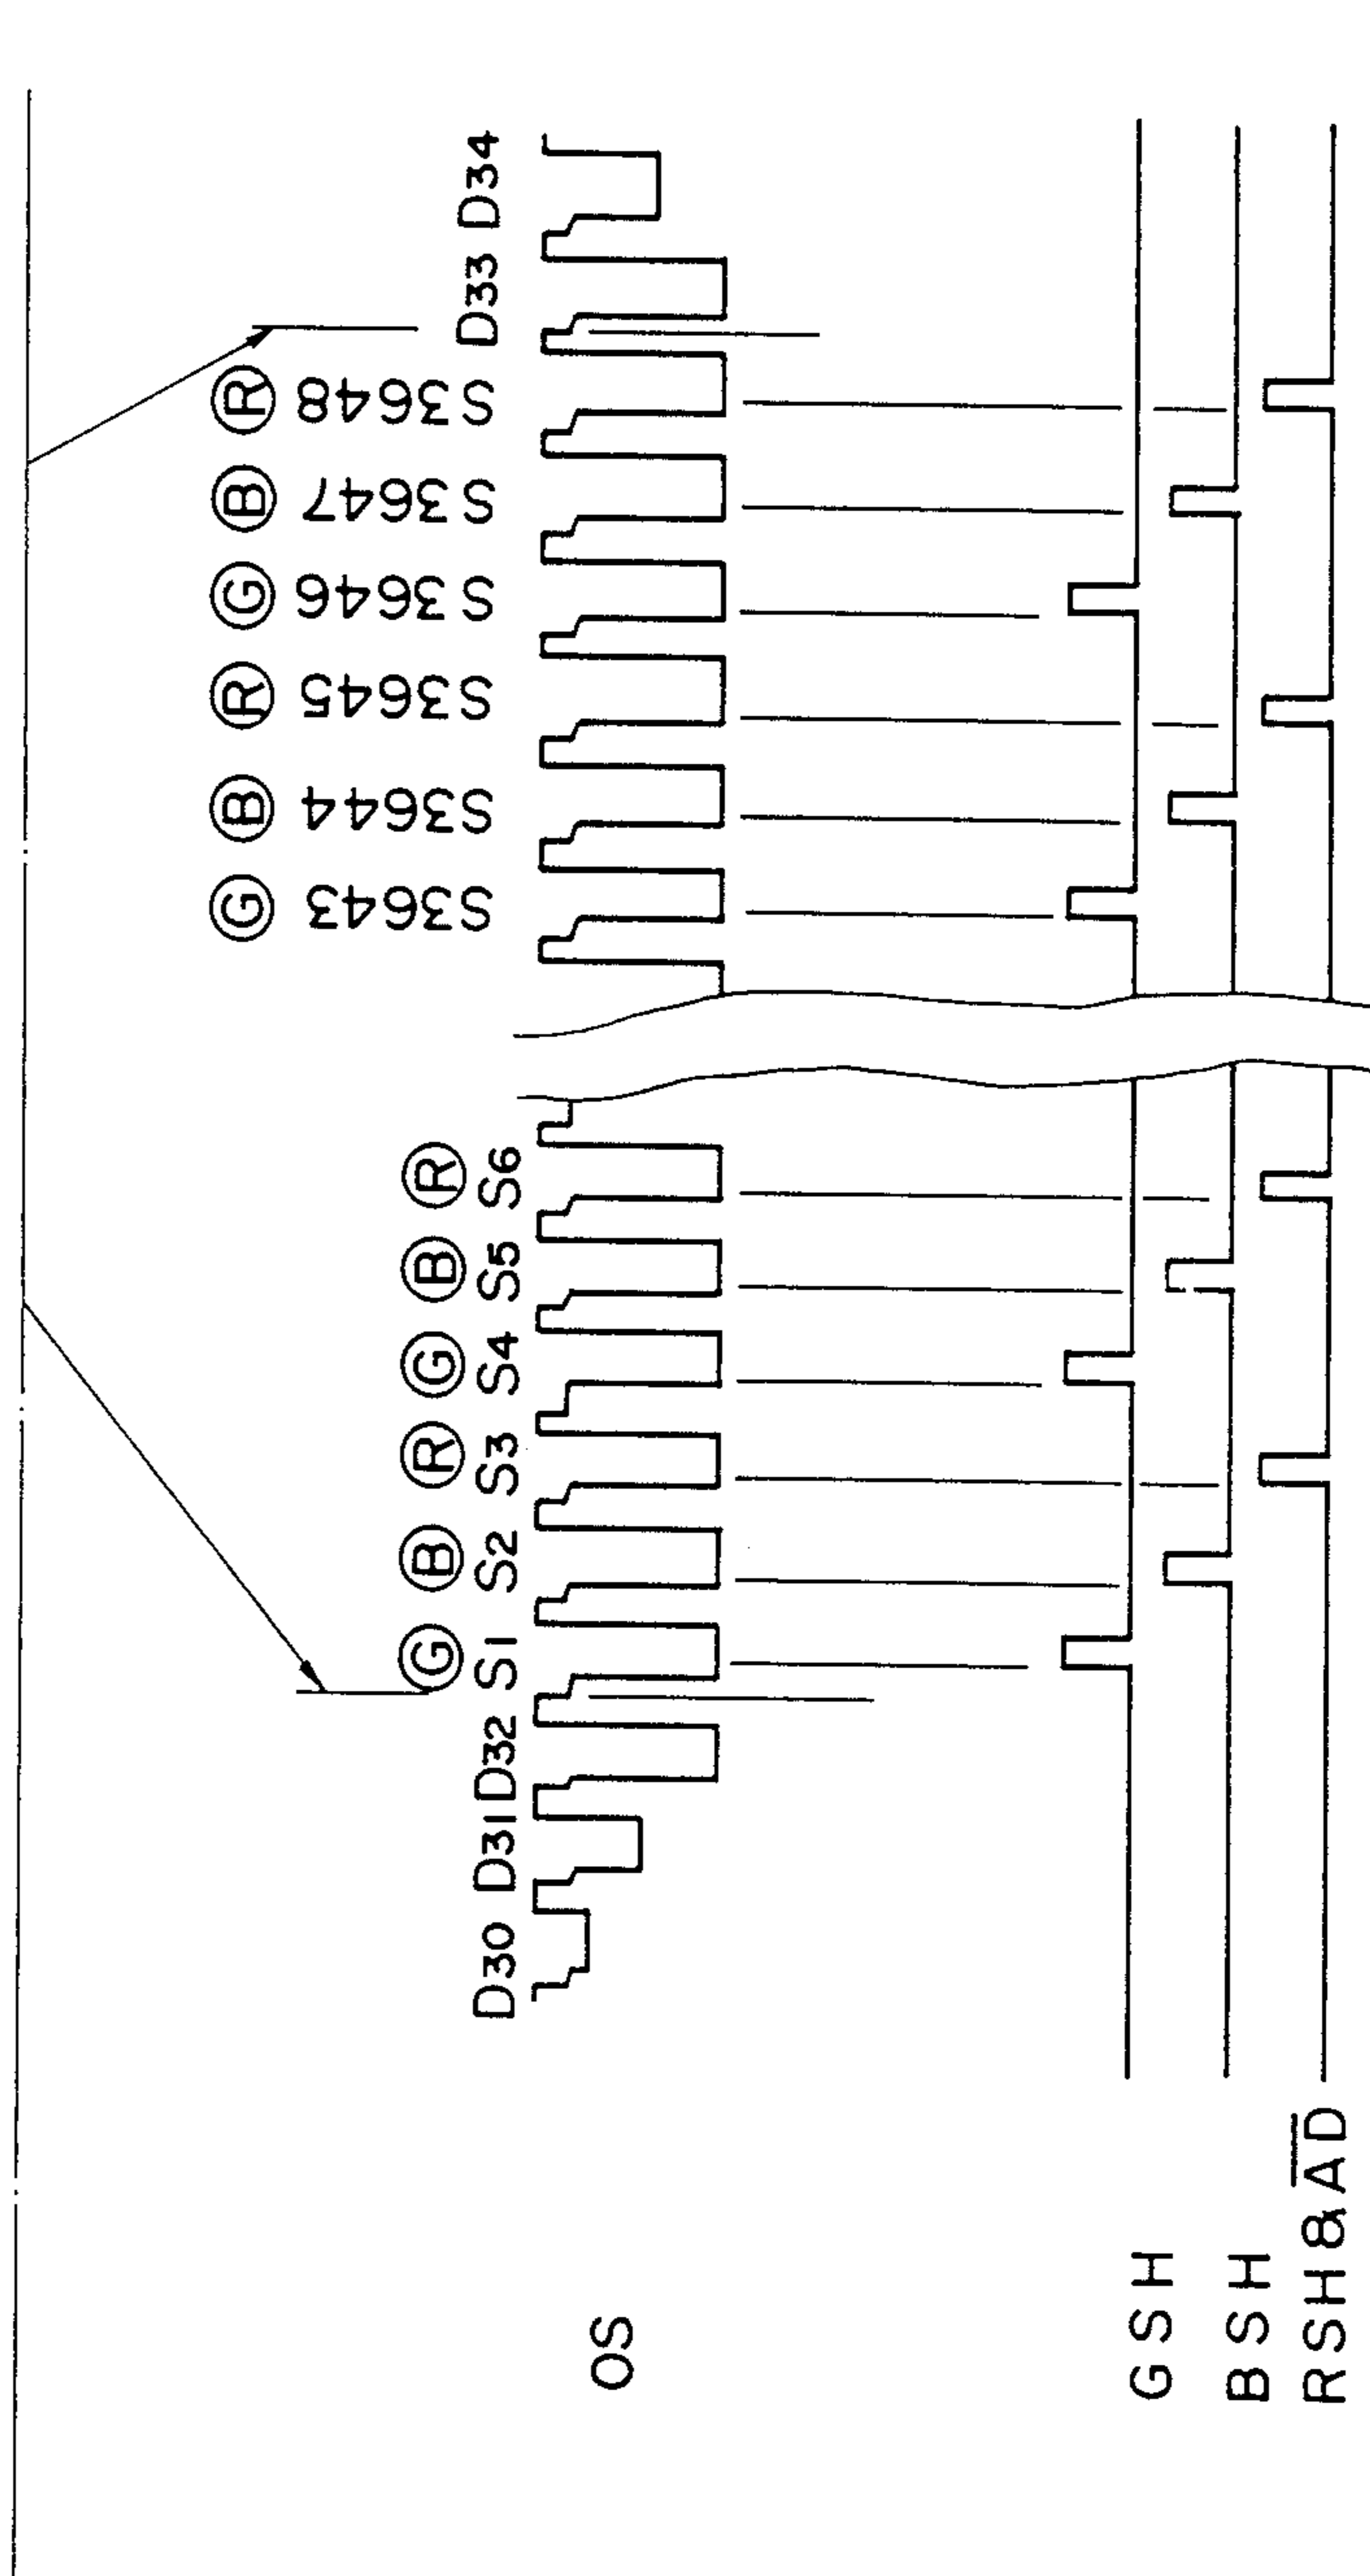 G B R G B R G B R G B R
D30 D31 D32 S1 S2 S3 S4 S5 S6 S3643 S3644 S3645 S3646 S3647 S3648 D33 D34
OS
GSH
BSH
RSH&A̅D̅